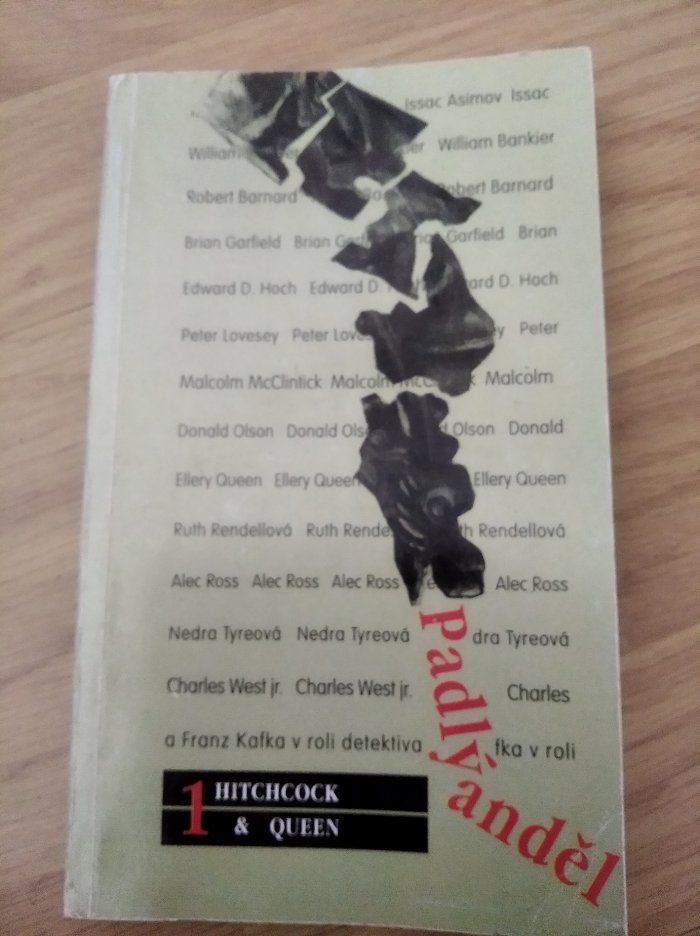 Issac Asimov Issac
William William Bankier
Robert Barnard Robert Barnard
Brian Garfield Brian Garfield Brian
Edward D. Hoch Edward D. D. Hoch
Peter Lovesey Peter Peter
Malcolm McClintick Malcolm Malcolm
Donald Olson Donald Olson Donald
Ellery Queen Ellery Queen Ellery Queen
Ruth Rendellová Ruth Rendellová
Alec Ross Alec Ross Alec Ross Alec Ross
Nedra Tyreová Nedra Tyreová dra Tyreová
Charles West jr. Charles West jr. Charles
a Franz Kafka v roli detektiva fka v roli
padlý anděl
1 HITCHCOCK
& QUEEN